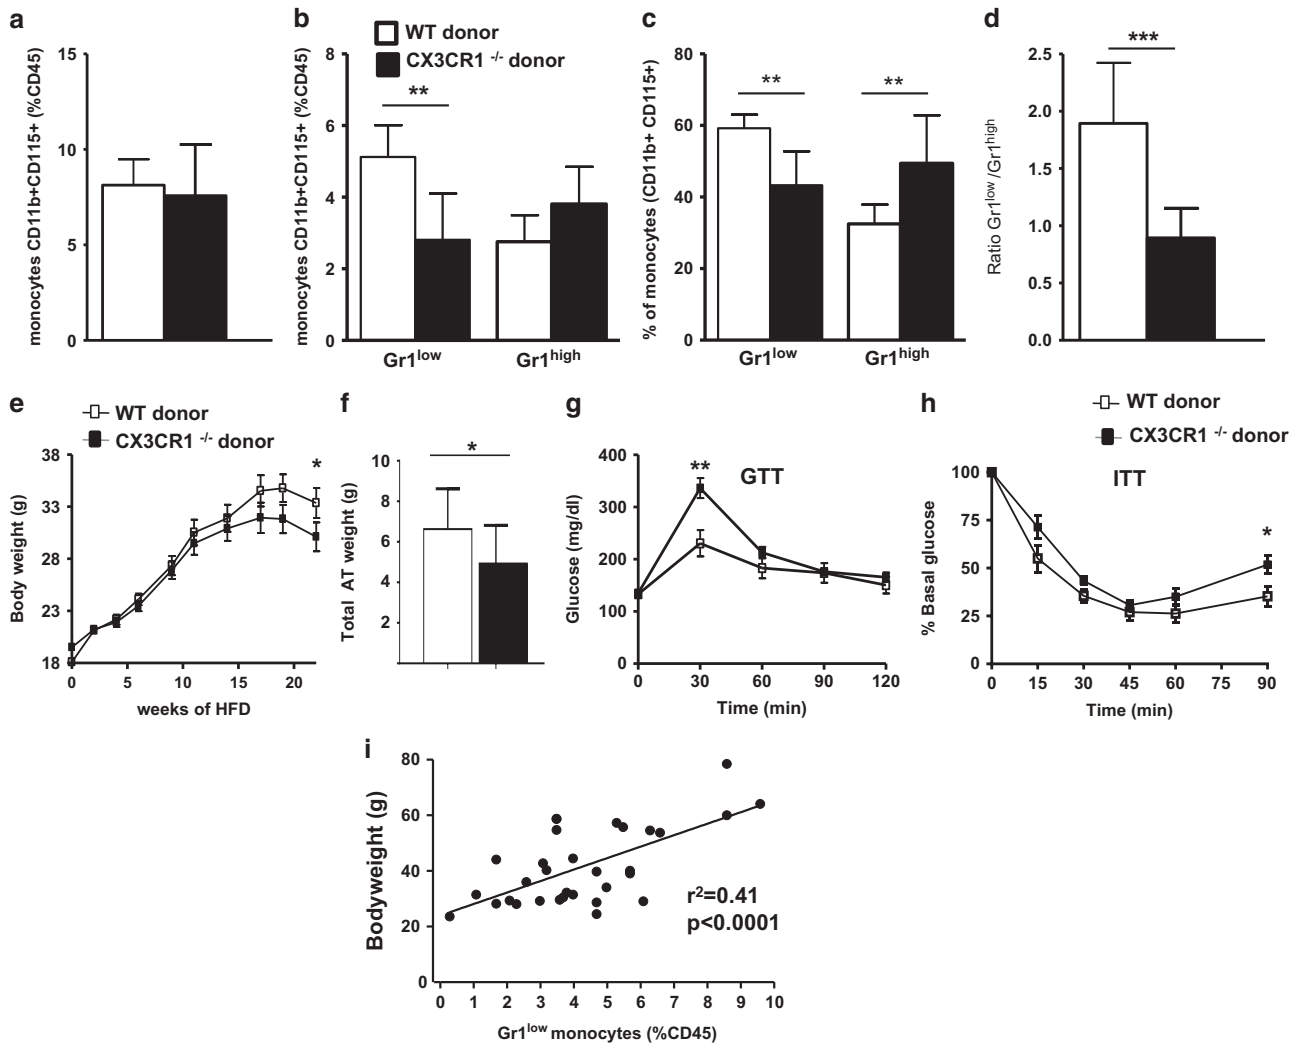 a
monocytes CD11b+CD115+ (%CD45)
15
10
5
0
b
WT donor
CX3CR1 -/- donor
monocytes CD11b+CD115+ (%CD45)
8
6
4
2
0
**
Gr1low
Gr1high
c
% of monocytes (CD11b+ CD115+)
80
60
40
20
0
**
**
Gr1low
Gr1high
d
Ratio Gr1low/Gr1high
2.5
2.0
1.5
1.0
0.5
0.0
***
e
WT donor
CX3CR1 -/- donor
Body weight (g)
38
33
28
23
18
*
0 5 10 15 20
weeks of HFD
f
Total AT weight (g)
10
8
6
4
2
*
g
Glucose (mg/dl)
400
300
200
100
0
**
GTT
0 30 60 90 120
Time (min)
h
WT donor
CX3CR1 -/- donor
% Basal glucose
100
75
50
25
0
ITT
*
0 15 30 45 60 75 90
Time (min)
i
Bodyweight (g)
80
60
40
20
0
r2=0.41
p<0.0001
0 1 2 3 4 5 6 7 8 9 10
Gr1low monocytes (%CD45)